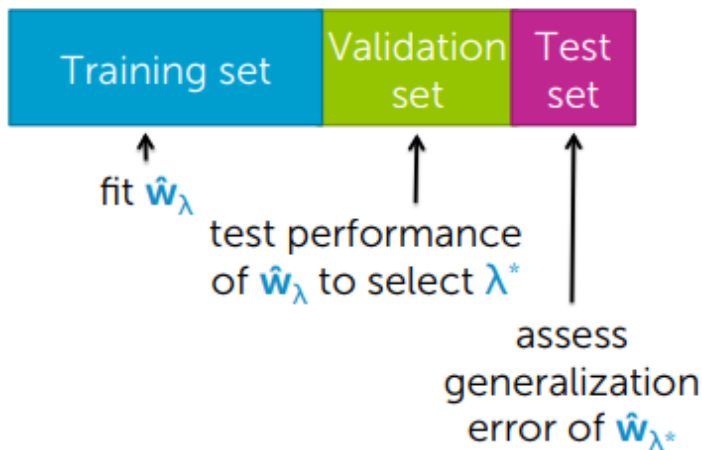 Training set
Validation
set
Test
set
fit ŵλ
test performance
of ŵλ to select λ*
assess
generalization
error of ŵλ*